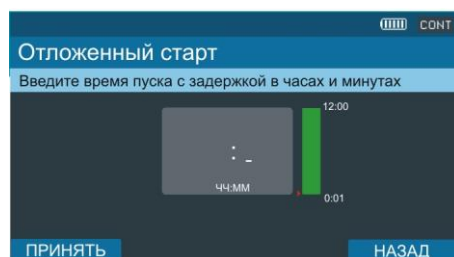 CONT
Отложенный старт
Введите время пуска с задержкой в часах и минутах
12:00
: _
ЧЧ:ММ
0:01
ПРИНЯТЬ НАЗАД